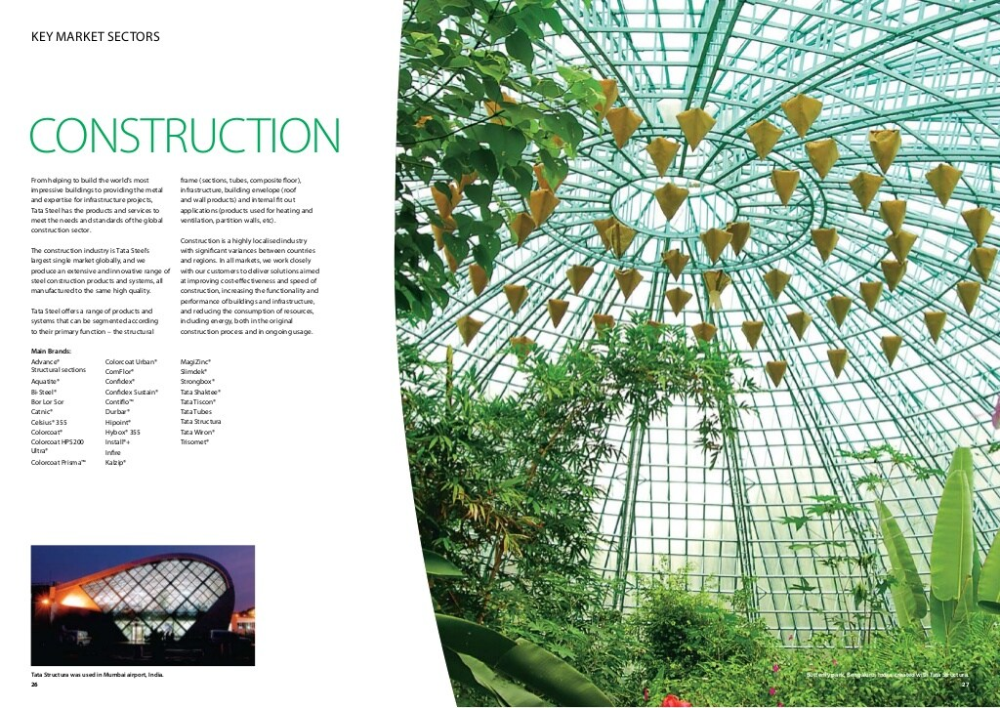 KEY MARKET SECTORS
CONSTRUCTION
From helping to build the world's most
impressive buildings to providing the metal
and expertise for infrastructure projects,
Tata Steel has the products and services to
meet the needs and standards of the global
construction sector.
The construction industry is Tata Steel's
largest single market globally, and we
produce an extensive and innovative range of
steel construction products and systems, all
manufactured to the same high quality.
Tata Steel offers a range of products and
systems that can be segmented according
to their primary function – the structural
frame (sections, tubes, composite floor),
infrastructure, building envelope (roof
and wall products) and internal fit out
applications (products used for heating and
ventilation, partition walls, etc).
Construction is a highly localised industry
with significant variances between countries
and regions. In all markets, we work closely
with our customers to deliver solutions aimed
at improving cost-effectiveness and speed of
construction, increasing the functionality and
performance of buildings and infrastructure,
and reducing the consumption of resources,
including energy, both in the original
construction process and in ongoing usage.
Main Brands:
Advance®
Structural sections
Aquatite®
Bi-Steel®
Bor Lor Sor
Catnic®
Celsius® 355
Colorcoat®
Colorcoat HPS200
Ultra®
Colorcoat Prisma™
Colorcoat Urban®
ComFlor®
Confidex®
Confidex Sustain®
Contiflo™
Durbar®
Hipoint®
Hybox® 355
Install®+
Infire
Kalzip®
MagiZinc®
Slimdek®
Strongbox®
Tata Shaktee®
Tata Tiscon®
Tata Tubes
Tata Structura
Tata Wiron®
Trisomet®
Tata Structura was used in Mumbai airport, India.
26
Butterfly park, Bengaluru, India, created with Tata Structura.
27